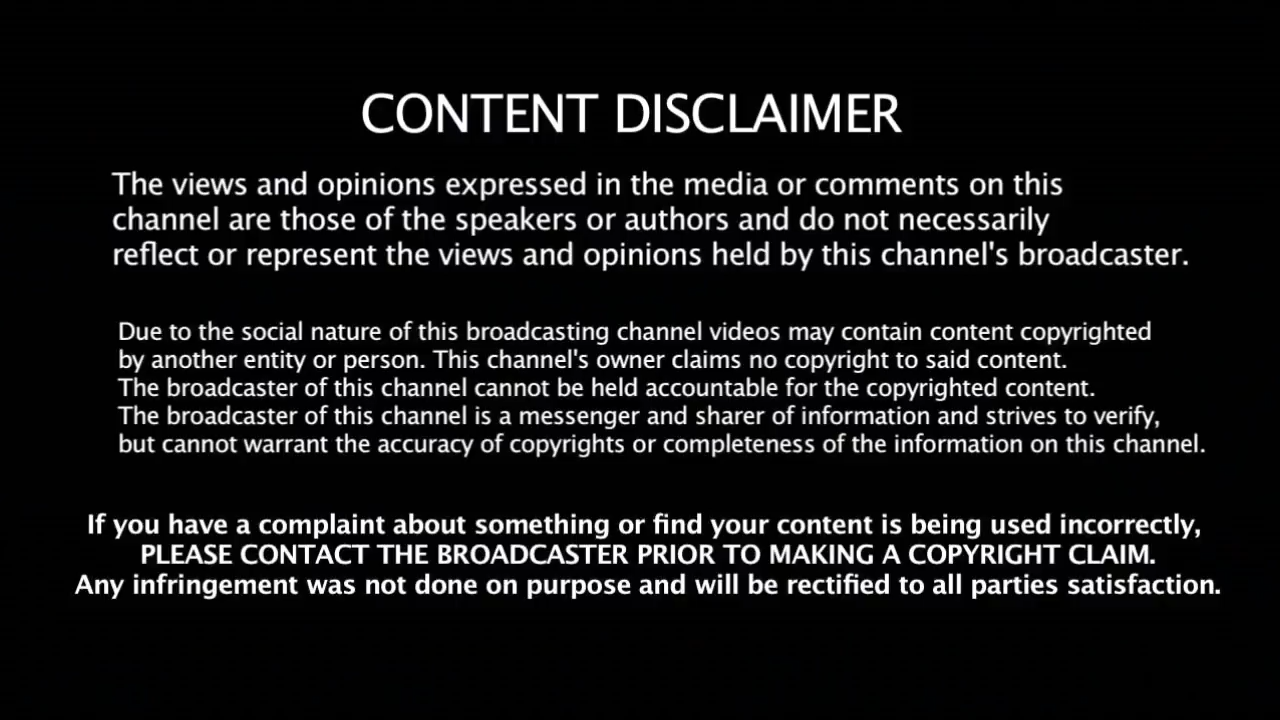 CONTENT DISCLAIMER
The views and opinions expressed in the media or comments on this
channel are those of the speakers or authors and do not necessarily
reflect or represent the views and opinions held by this channel's broadcaster.
Due to the social nature of this broadcasting channel videos may contain content copyrighted
by another entity or person. This channel's owner claims no copyright to said content.
The broadcaster of this channel cannot be held accountable for the copyrighted content.
The broadcaster of this channel is a messenger and sharer of information and strives to verify,
but cannot warrant the accuracy of copyrights or completeness of the information on this channel.
If you have a complaint about something or find your content is being used incorrectly,
PLEASE CONTACT THE BROADCASTER PRIOR TO MAKING A COPYRIGHT CLAIM.
Any infringement was not done on purpose and will be rectified to all parties satisfaction.